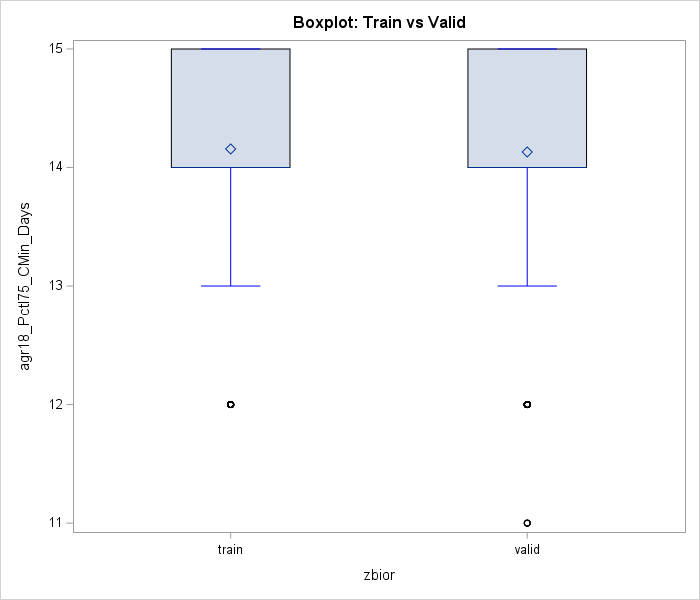 Boxplot: Train vs Valid
agr18_Pctl75_CMin_Days
15
14
13
12
11
train valid
zbior